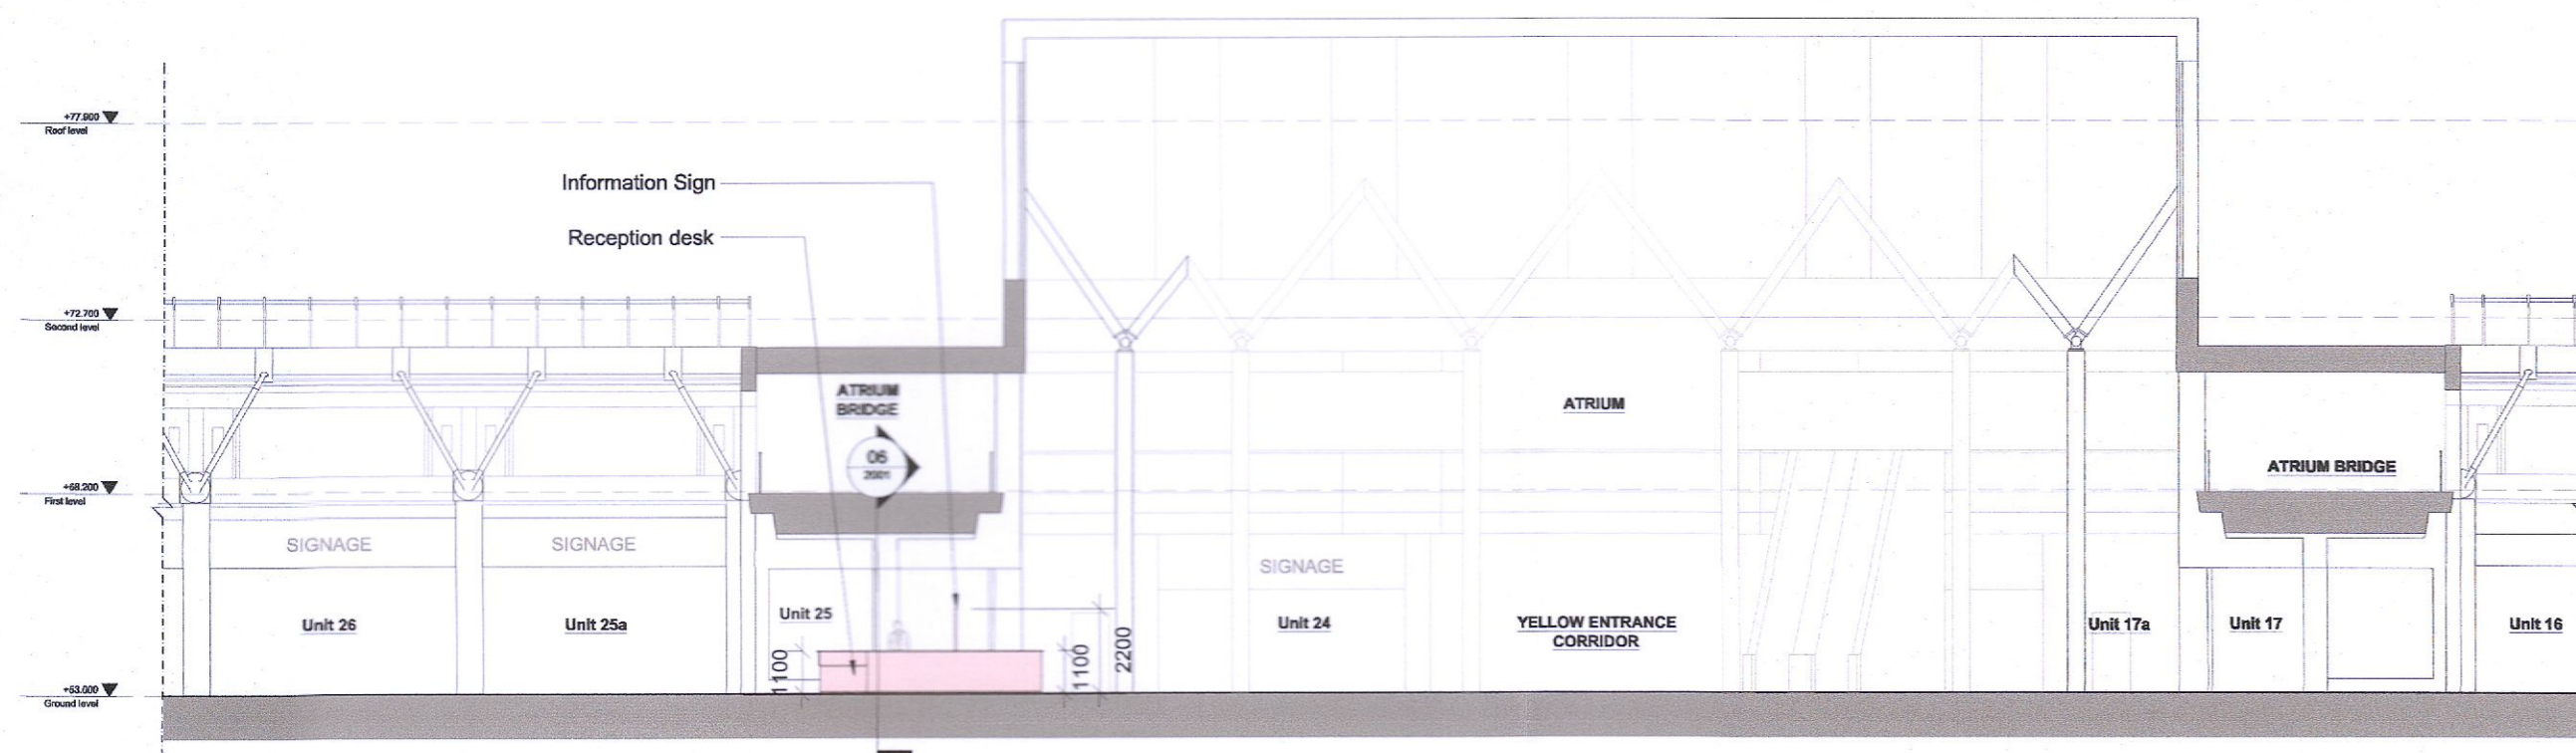 +77.900
Roof level
Information Sign
Reception desk
+72.700
Second level
ATRIUM
BRIDGE
ATRIUM
06
2001
ATRIUM BRIDGE
+68.200
First level
SIGNAGE
SIGNAGE
SIGNAGE
Unit 26
Unit 25a
Unit 25
Unit 24
YELLOW ENTRANCE
CORRIDOR
Unit 17a
Unit 17
Unit 16
1100
1100
2200
+63.000
Ground level